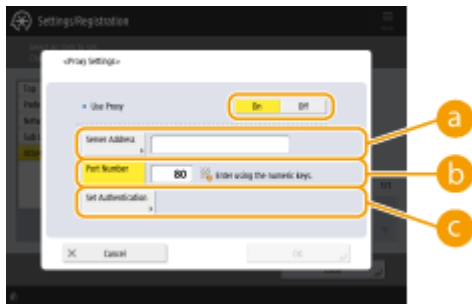 Settings/Registration
<Proxy Settings>
Use Proxy
On Off
a
Server Address
Port Number 80 Enter using the numeric keys.
b
Set Authentication
c
Cancel OK